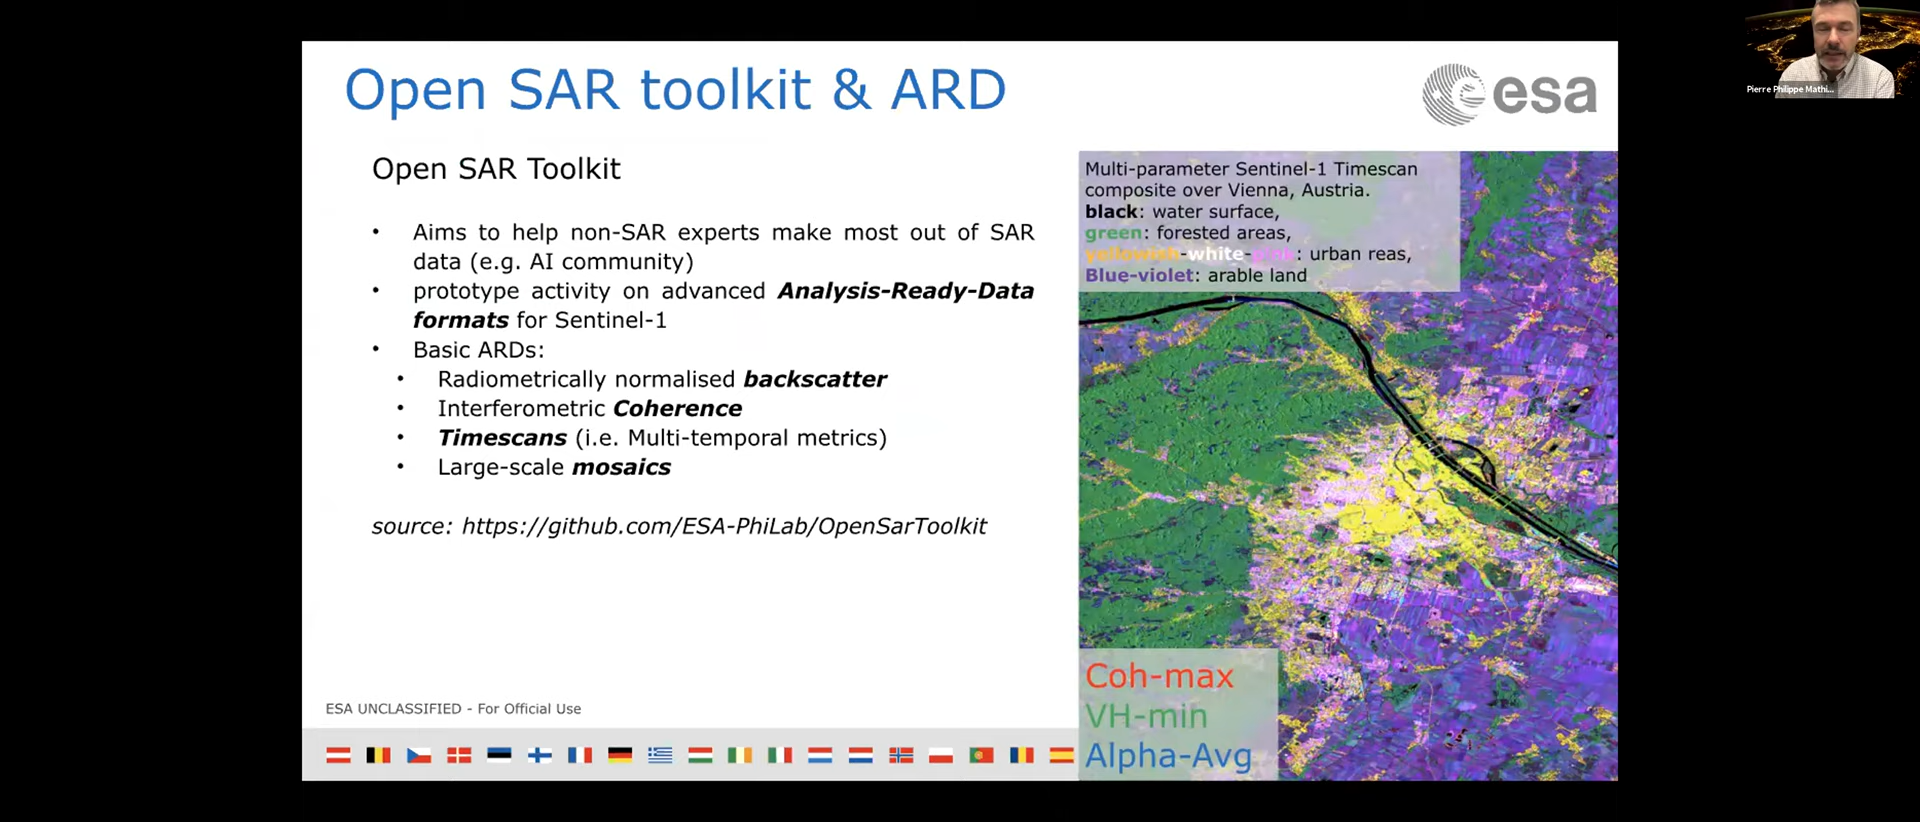 Open SAR toolkit & ARD
esa
Pierre Philippe Mathi...
Open SAR Toolkit
• Aims to help non-SAR experts make most out of SAR
data (e.g. AI community)
• prototype activity on advanced Analysis-Ready-Data
formats for Sentinel-1
• Basic ARDs:
• Radiometrically normalised backscatter
• Interferometric Coherence
• Timescans (i.e. Multi-temporal metrics)
• Large-scale mosaics
source: https://github.com/ESA-PhiLab/OpenSarToolkit
Multi-parameter Sentinel-1 Timescan
composite over Vienna, Austria.
black: water surface,
green: forested areas,
yellowish-white-pink: urban reas,
Blue-violet: arable land
Coh-max
VH-min
Alpha-Avg
ESA UNCLASSIFIED - For Official Use